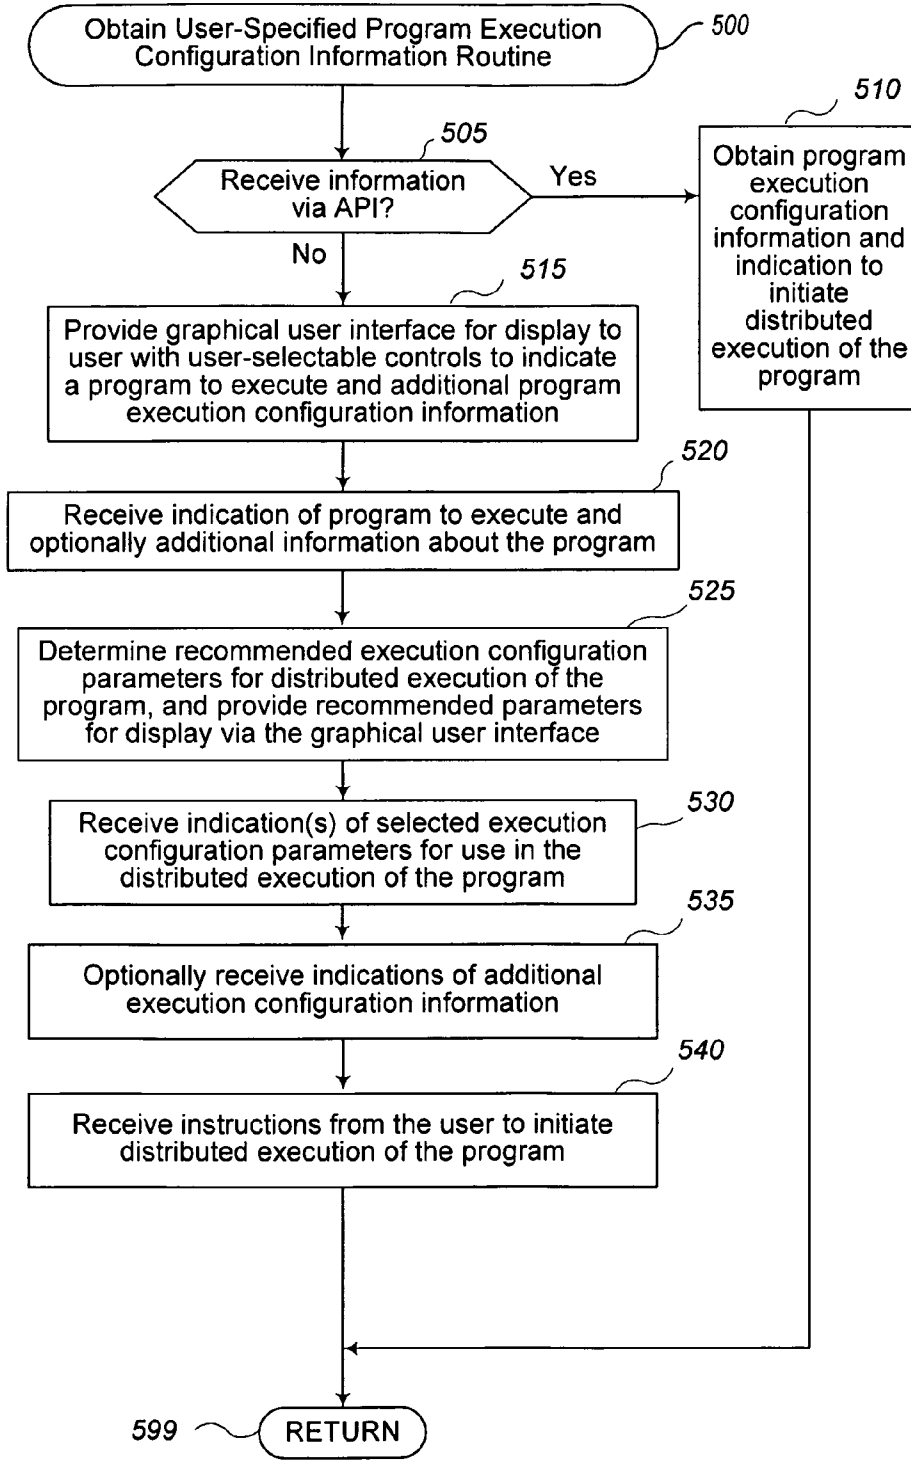 Obtain User-Specified Program Execution
Configuration Information Routine
500
505
Receive information
via API?
Yes
No
510
Obtain program
execution
configuration
information and
indication to
initiate
distributed
execution of the
program
515
Provide graphical user interface for display to
user with user-selectable controls to indicate
a program to execute and additional program
execution configuration information
520
Receive indication of program to execute and
optionally additional information about the program
525
Determine recommended execution configuration
parameters for distributed execution of the
program, and provide recommended parameters
for display via the graphical user interface
530
Receive indication(s) of selected execution
configuration parameters for use in the
distributed execution of the program
535
Optionally receive indications of additional
execution configuration information
540
Receive instructions from the user to initiate
distributed execution of the program
599
RETURN